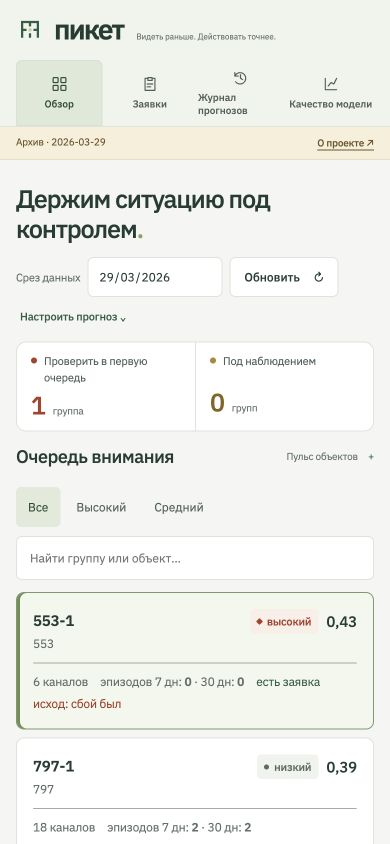 пикет
Видеть раньше. Действовать точнее.
Обзор
Заявки
Журнал
прогнозов
Качество модели
Архив · 2026-03-29
О проекте ↗
Держим ситуацию под
контролем.
Срез данных
29/03/2026
Обновить ↻
Настроить прогноз ⌄
Проверить в первую
очередь
1 группа
Под наблюдением
0 групп
Очередь внимания
Пульс объектов +
Все
Высокий
Средний
Найти группу или объект...
553-1
высокий 0,43
553
6 каналов эпизодов 7 дн: 0 · 30 дн: 0 есть заявка
исход: сбой был
797-1
низкий 0,39
797
18 каналов эпизодов 7 дн: 2 · 30 дн: 2